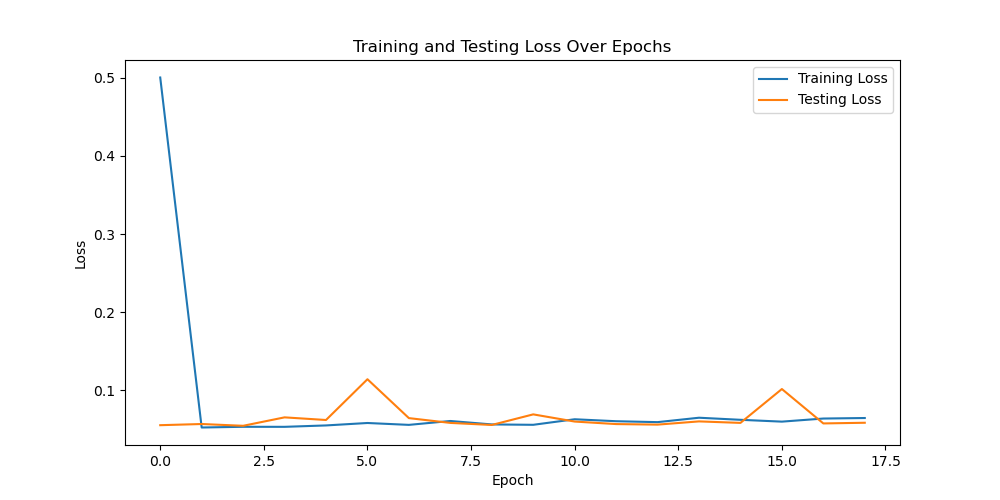 Training and Testing Loss Over Epochs
Training Loss
Testing Loss
0.5
0.4
0.3
0.2
0.1
Loss
0.0 2.5 5.0 7.5 10.0 12.5 15.0 17.5
Epoch